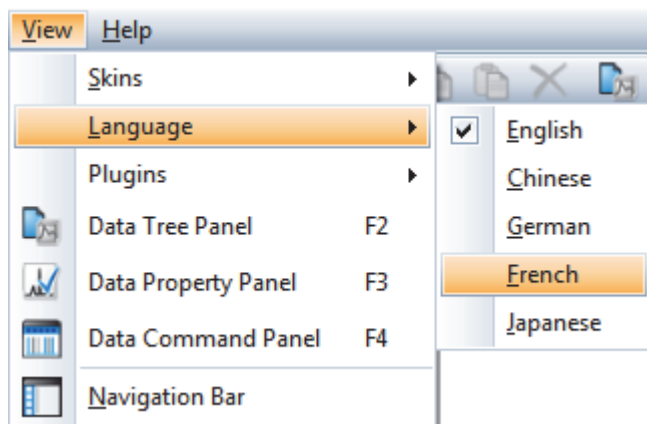 View Help
Skins
Language
Plugins
Data Tree Panel F2
Data Property Panel F3
Data Command Panel F4
Navigation Bar
English
Chinese
German
French
Japanese